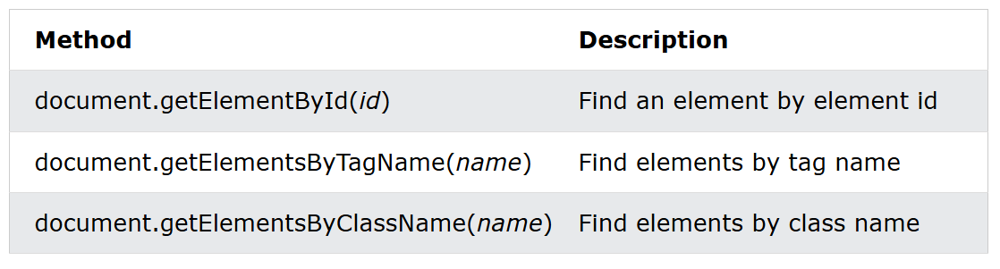 Method Description
document.getElementById(id) Find an element by element id
document.getElementsByTagName(name) Find elements by tag name
document.getElementsByClassName(name) Find elements by class name